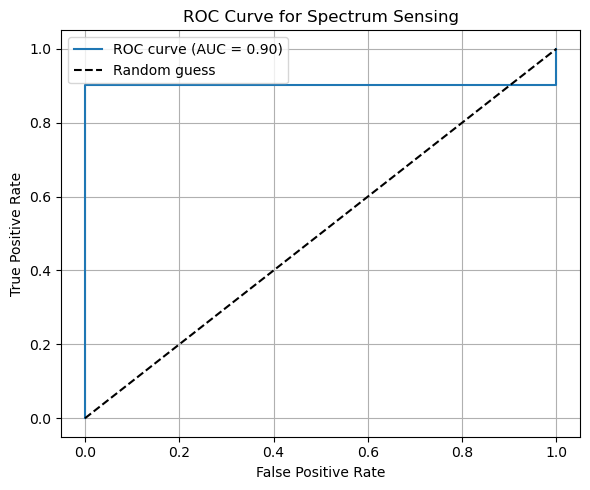 ROC Curve for Spectrum Sensing
ROC curve (AUC = 0.90)
Random guess
True Positive Rate
1.0
0.8
0.6
0.4
0.2
0.0
0.0 0.2 0.4 0.6 0.8 1.0
False Positive Rate